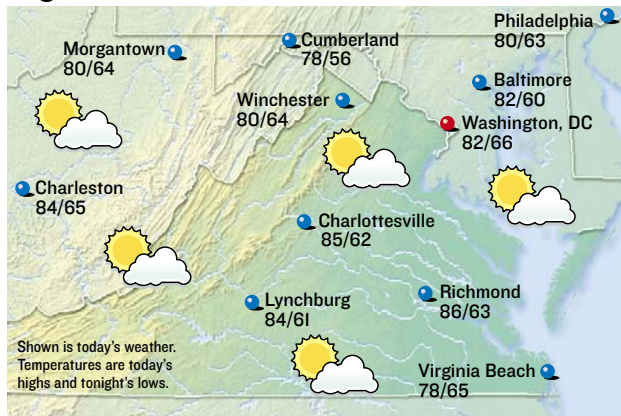 Philadelphia
80/63
Morgantown
80/64
Cumberland
78/56
Baltimore
82/60
Winchester
80/64
Washington, DC
82/66
Charleston
84/65
Charlottesville
85/62
Lynchburg
84/61
Richmond
86/63
Shown is today's weather.
Temperatures are today's
highs and tonight's lows.
Virginia Beach
78/65